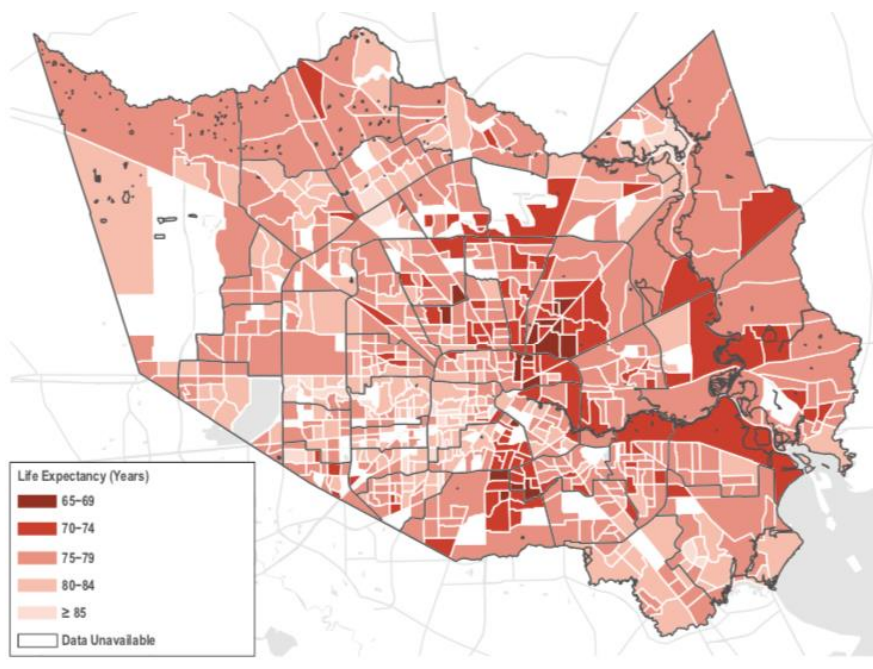 Life Expectancy (Years)
65–69
70–74
75–79
80–84
≥ 85
Data Unavailable